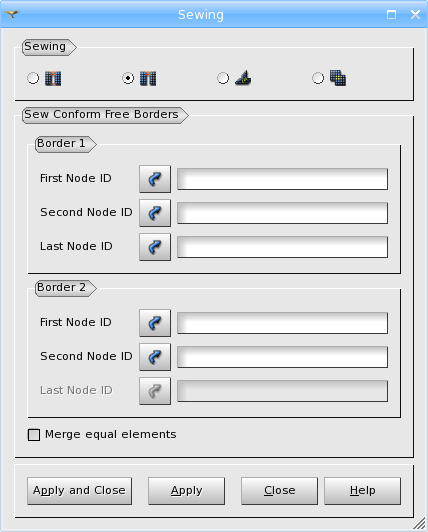 Sewing
Sewing
Sew Conform Free Borders
Border 1
First Node ID
Second Node ID
Last Node ID
Border 2
First Node ID
Second Node ID
Last Node ID
Merge equal elements
Apply and Close Apply Close Help